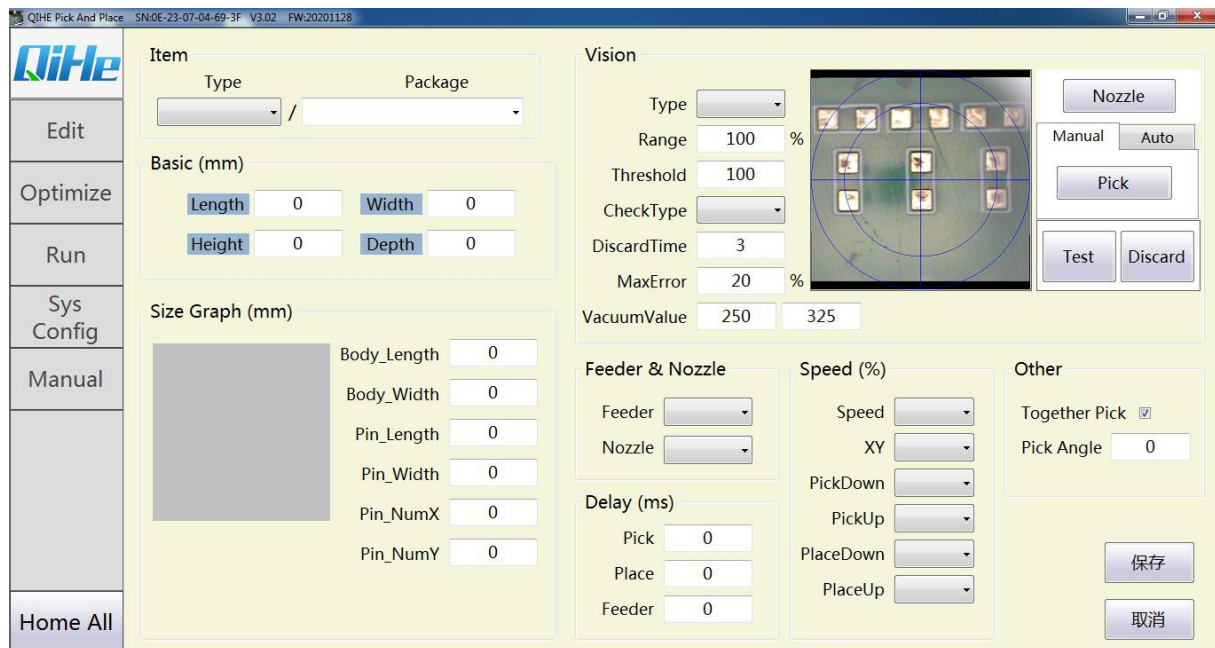 QIHE Pick And Place SN:0E-23-07-04-69-3F V3.02 FW:20201128
QiHe
Edit
Optimize
Run
Sys
Config
Manual
Home All
Item
Type Package
/
Basic (mm)
Length 0 Width 0
Height 0 Depth 0
Size Graph (mm)
Body_Length 0
Body_Width 0
Pin_Length 0
Pin_Width 0
Pin_NumX 0
Pin_NumY 0
Vision
Type
Range 100 %
Threshold 100
CheckType
DiscardTime 3
MaxError 20 %
VacuumValue 250 325
Nozzle
Manual Auto
Pick
Test Discard
Feeder & Nozzle
Feeder
Nozzle
Delay (ms)
Pick 0
Place 0
Feeder 0
Speed (%)
Speed
XY
PickDown
PickUp
PlaceDown
PlaceUp
Other
Together Pick
Pick Angle 0
保存
取消